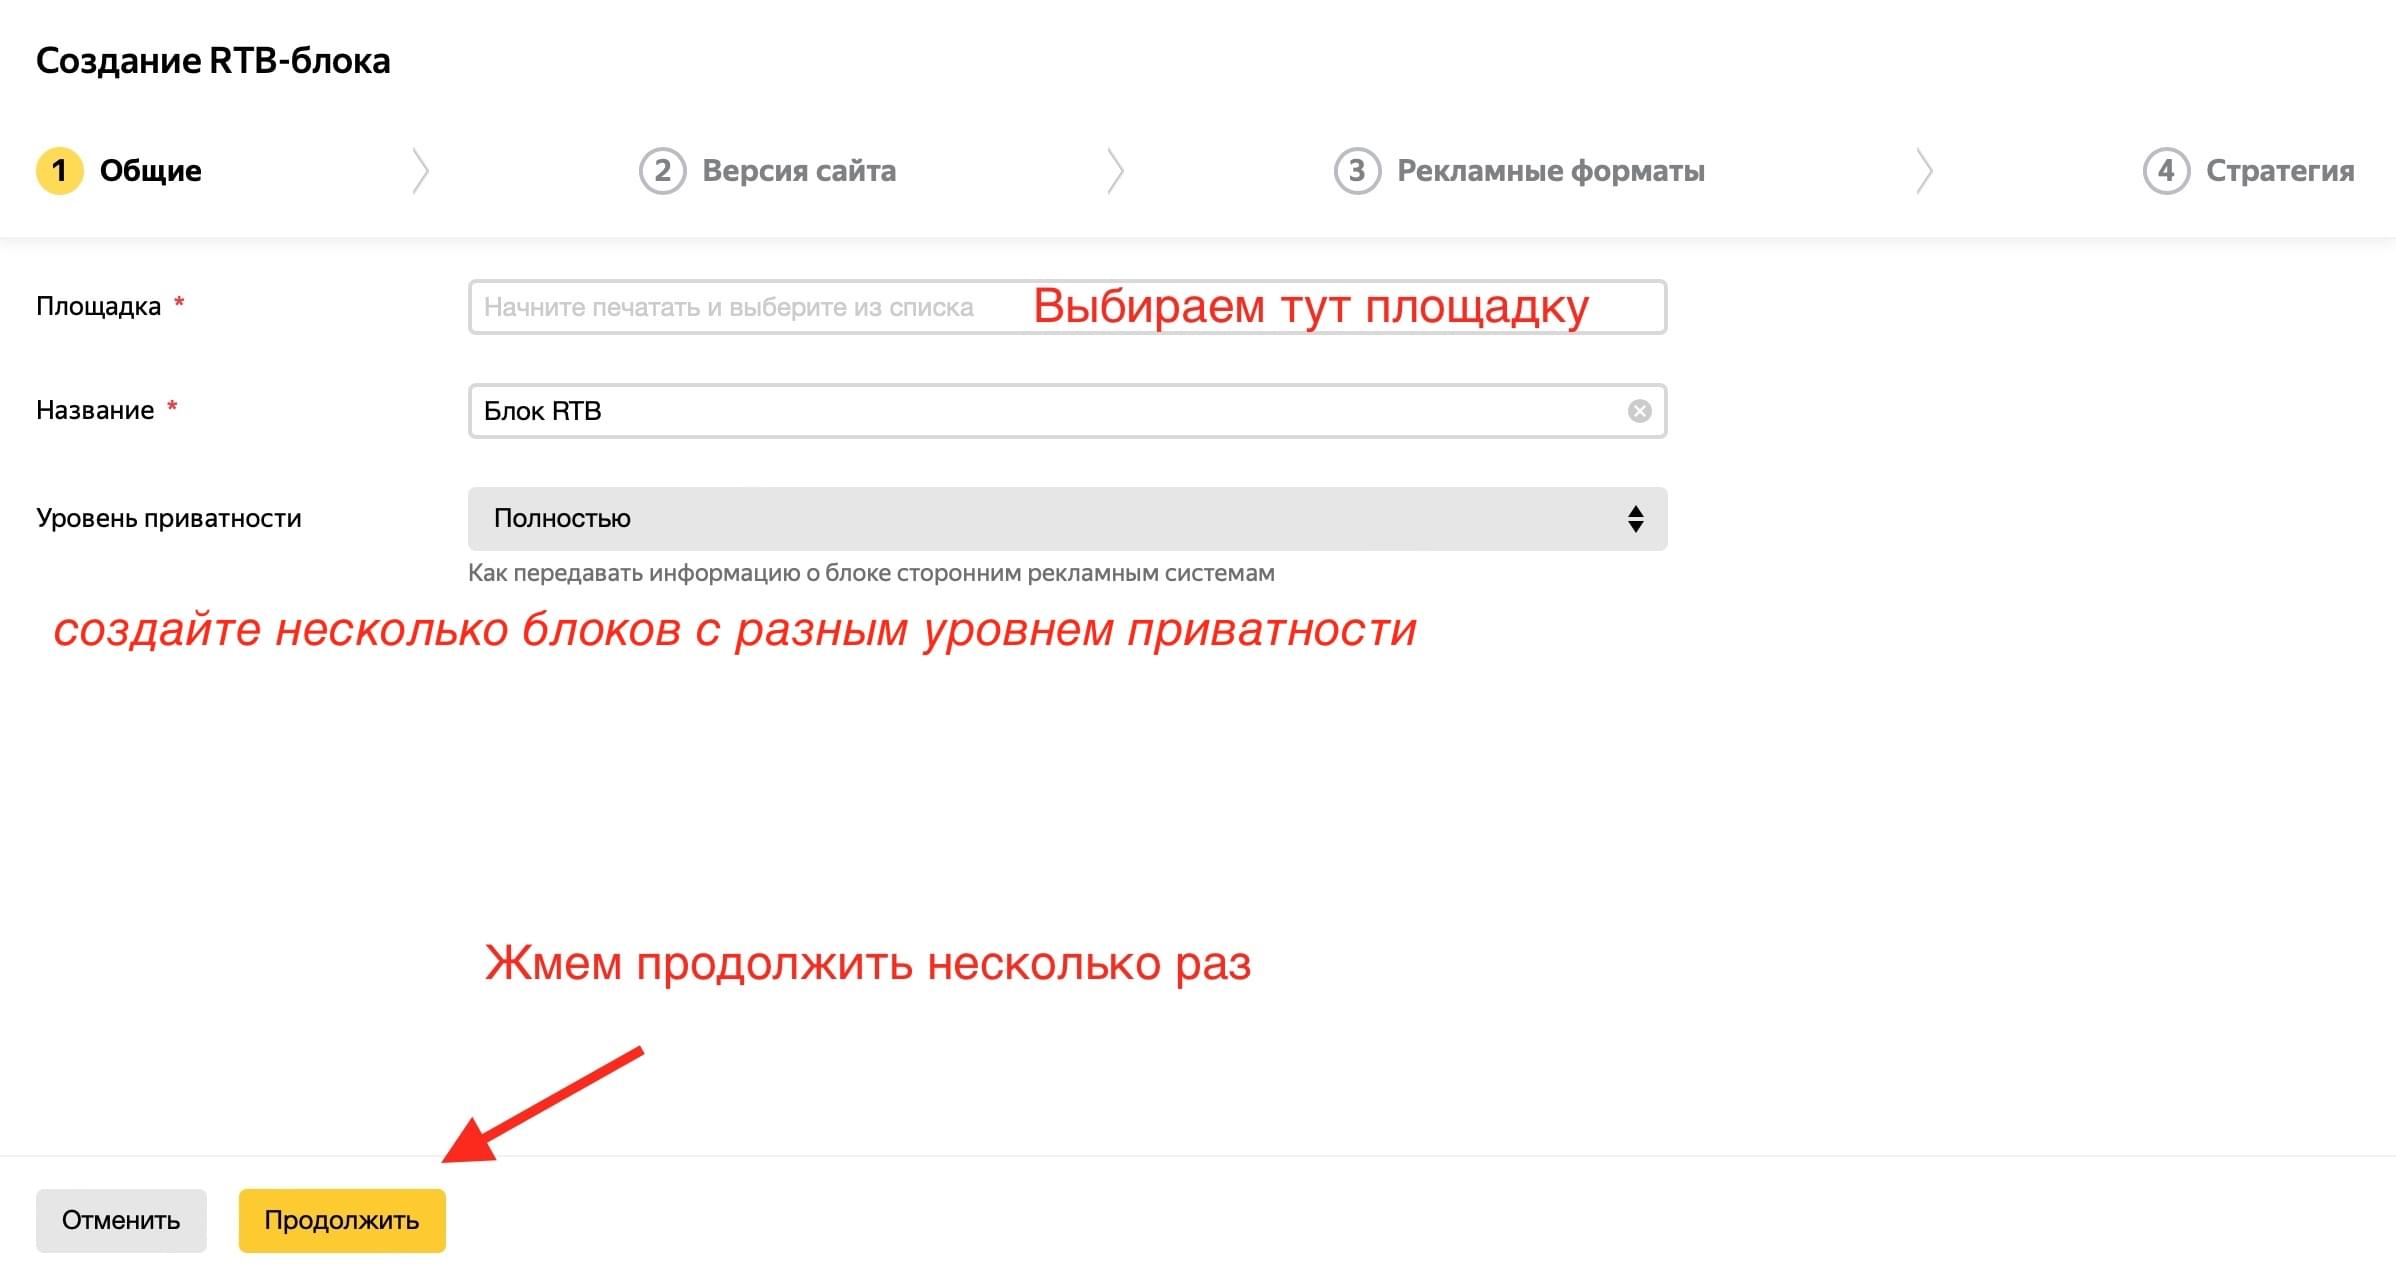 Создание RTB-блока
1 Общие 2 Версия сайта 3 Рекламные форматы 4 Стратегия
Площадка * Начните печатать и выберите из списка Выбираем тут площадку
Название * Блок RTB
Уровень приватности Полностью
Как передавать информацию о блоке сторонним рекламным системам
создайте несколько блоков с разным уровнем приватности
Жмем продолжить несколько раз
Отменить Продолжить